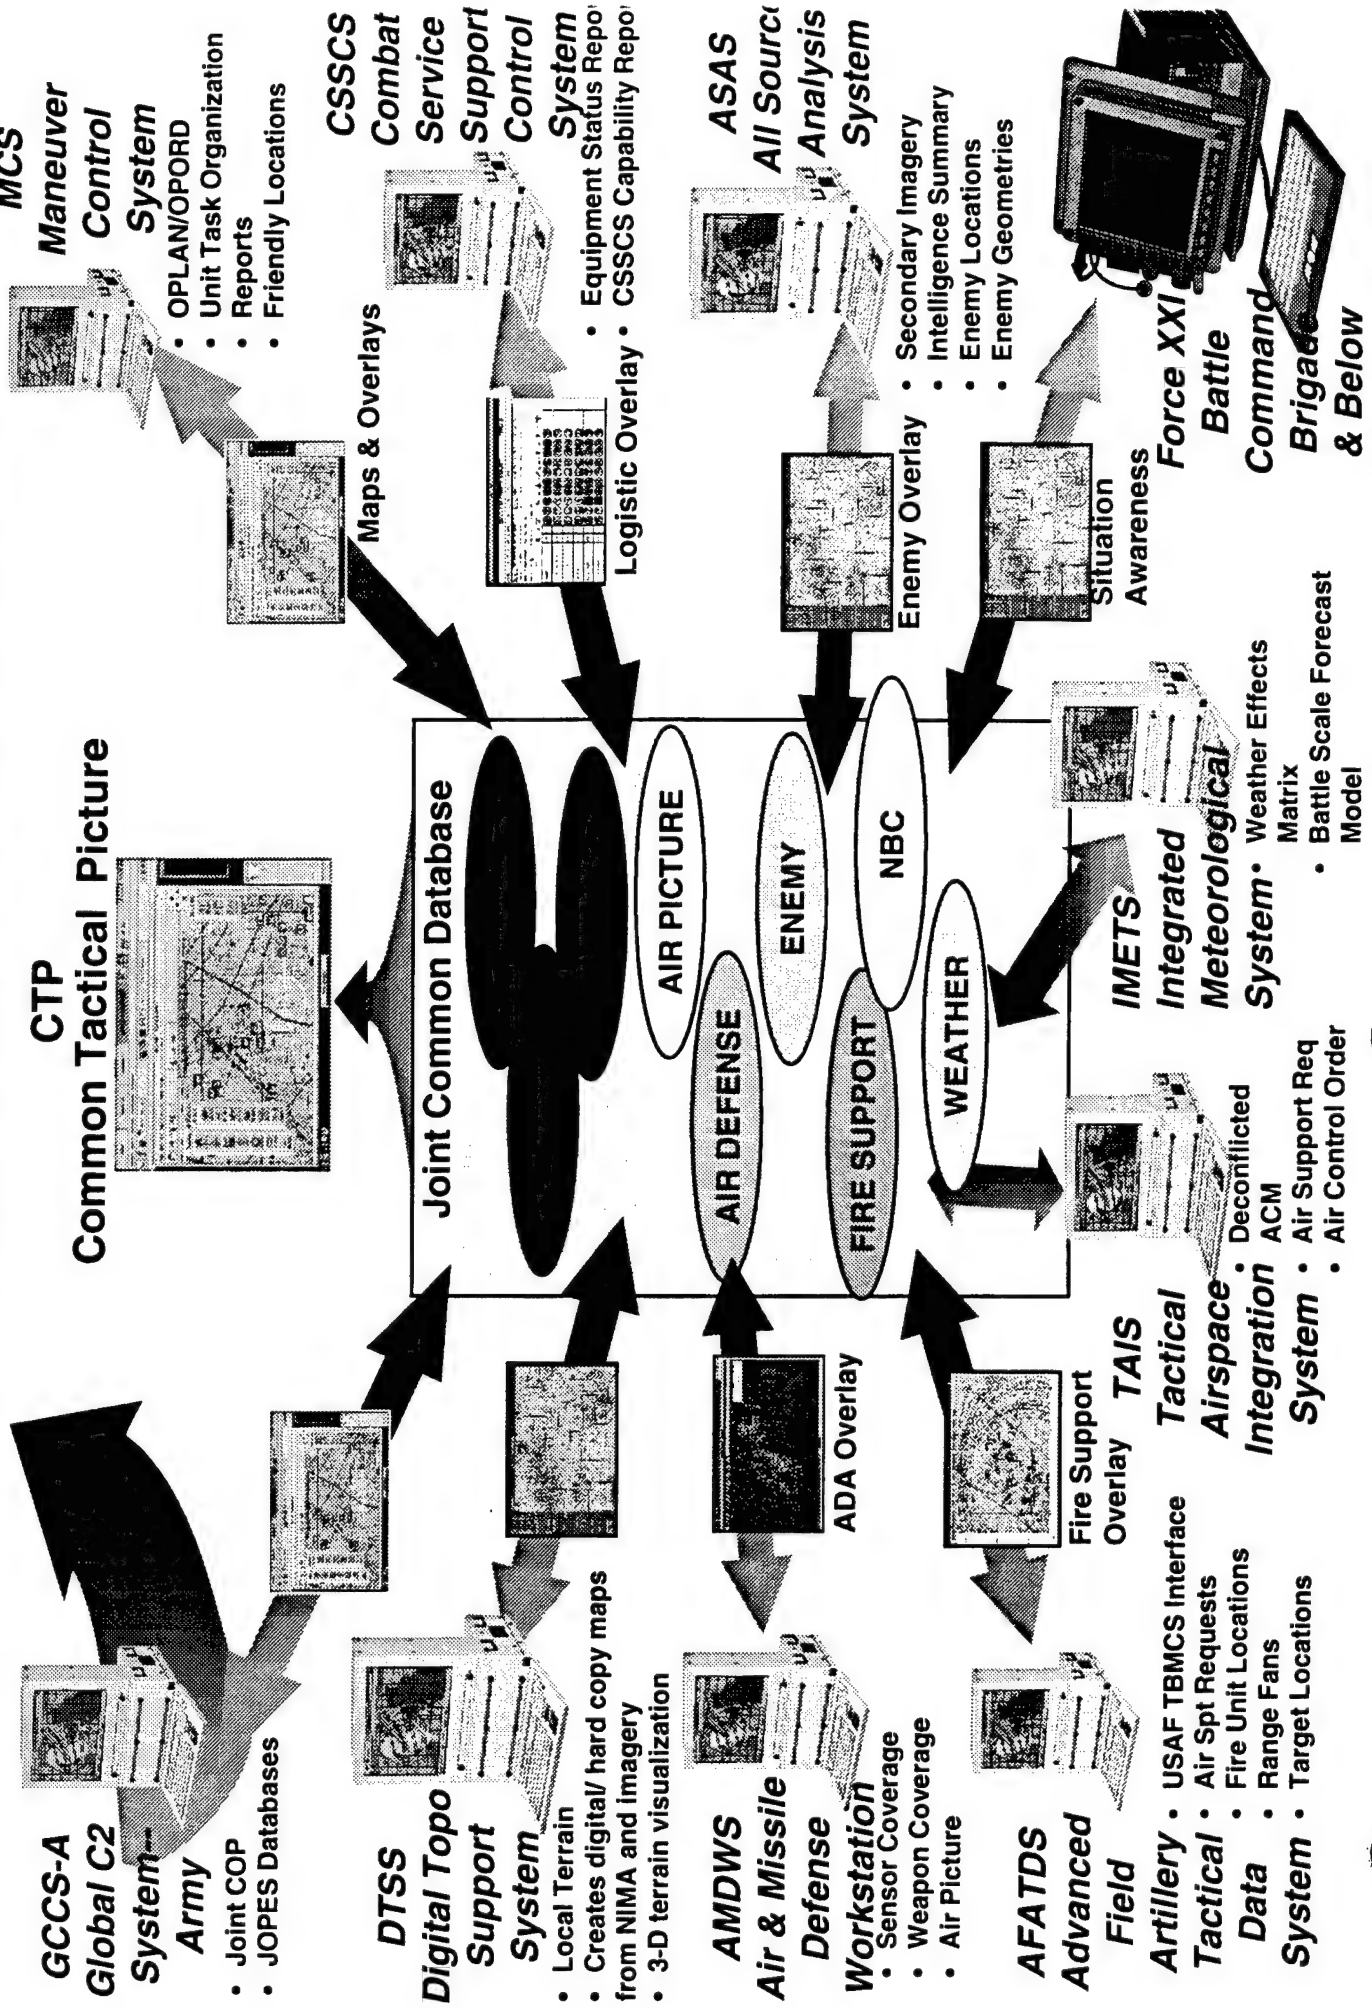 CTP
Common Tactical Picture
GCCS-A
Global C2
System--
Army
• Joint COP
• JOPES Databases
DTSS
Digital Topo
Support
System
• Local Terrain
• Creates digital/ hard copy maps
from NIMA and imagery
• 3-D terrain visualization
AMDWS
Air & Missile
Defense
Workstation
• Sensor Coverage
• Weapon Coverage
• Air Picture
ADA Overlay
AFATDS
Advanced
Field
Artillery
Tactical
Data
System
• USAF TBMCS Interface
• Air Spt Requests
• Fire Unit Locations
• Range Fans
• Target Locations
Fire Support
Overlay
Joint Common Database
AIR PICTURE
AIR DEFENSE
ENEMY
FIRE SUPPORT
NBC
WEATHER
TAIS
Tactical
Airspace
Integration
System
• Deconflicted
ACM
• Air Support Req
• Air Control Order
IMETS
Integrated
Meteorological
System
• Weather Effects
Matrix
• Battle Scale Forecast
Model
MCS
Maneuver
Control
System
• OPLAN/OPORD
• Unit Task Organization
• Reports
• Friendly Locations
Maps & Overlays
CSSCS
Combat
Service
Support
Control
System
• Equipment Status Repo
• CSSCS Capability Repo
Logistic Overlay
ASAS
All Sourc
Analysis
System
• Secondary Imagery
• Intelligence Summary
• Enemy Locations
• Enemy Geometries
Enemy Overlay
Situation
Awareness
Force XXI
Battle
Command
Brigade
& Below